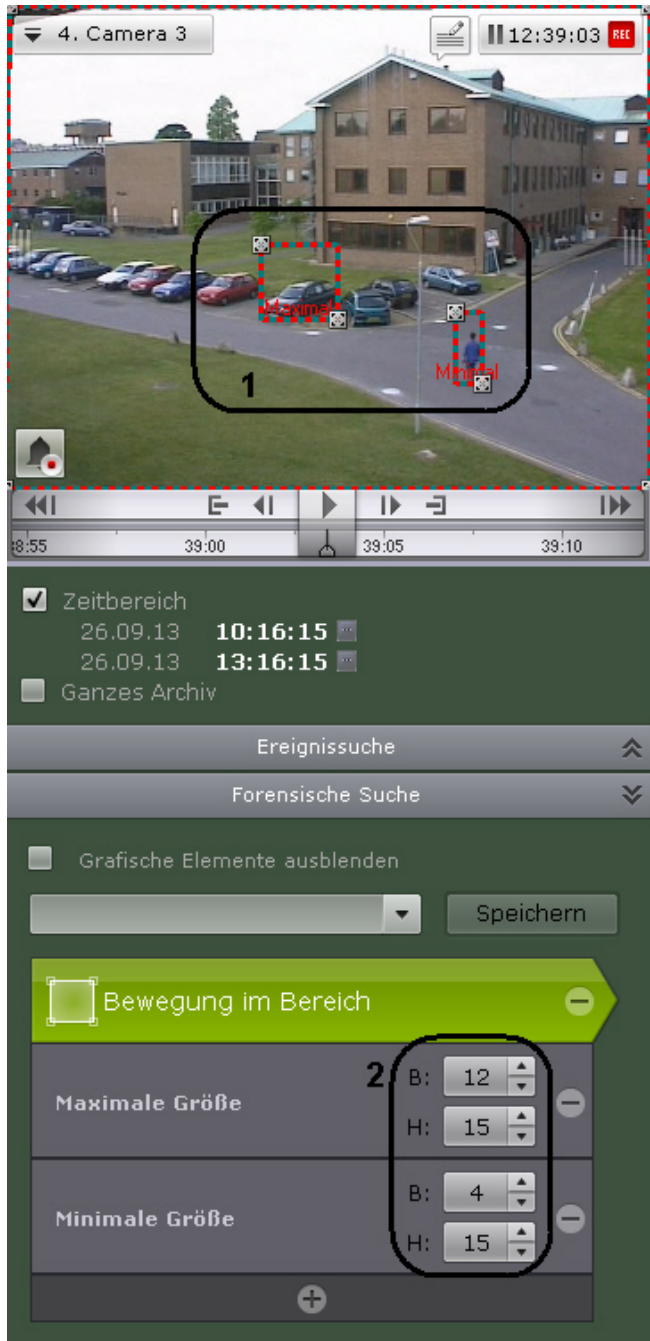 4. Camera 3
12:39:03 REC
Maximal
Minimal
1
8:55 39:00 39:05 39:10
Zeitbereich
26.09.13 10:16:15
26.09.13 13:16:15
Ganzes Archiv
Ereignissuche
Forensische Suche
Grafische Elemente ausblenden
Speichern
Bewegung im Bereich
2
Maximale Größe
B: 12
H: 15
Minimale Größe
B: 4
H: 15